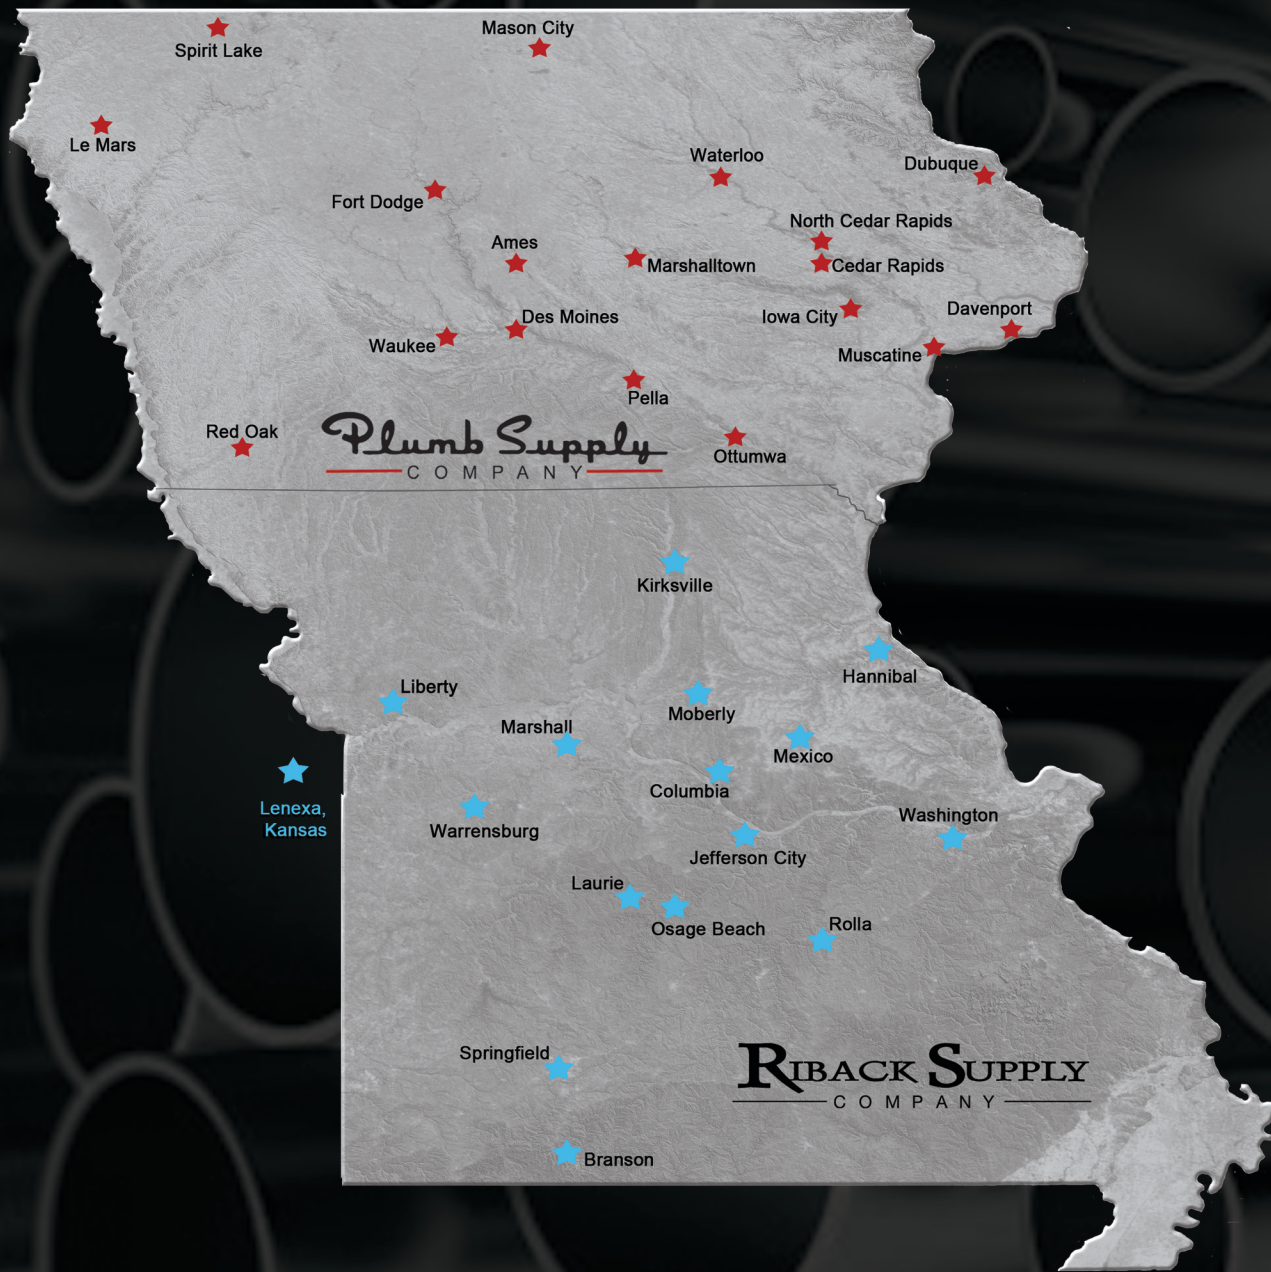 Mason City
Spirit Lake
Le Mars
Waterloo
Dubuque
Fort Dodge
North Cedar Rapids
Ames
Marshalltown
Cedar Rapids
Davenport
Des Moines
Iowa City
Waukee
Muscatine
Pella
Red Oak
Plumb Supply
COMPANY
Ottumwa
Kirksville
Hannibal
Liberty
Moberly
Marshall
Mexico
Columbia
Lenexa,
Kansas
Washington
Warrensburg
Jefferson City
Laurie
Osage Beach
Rolla
Springfield
RIBACK SUPPLY
COMPANY
Branson